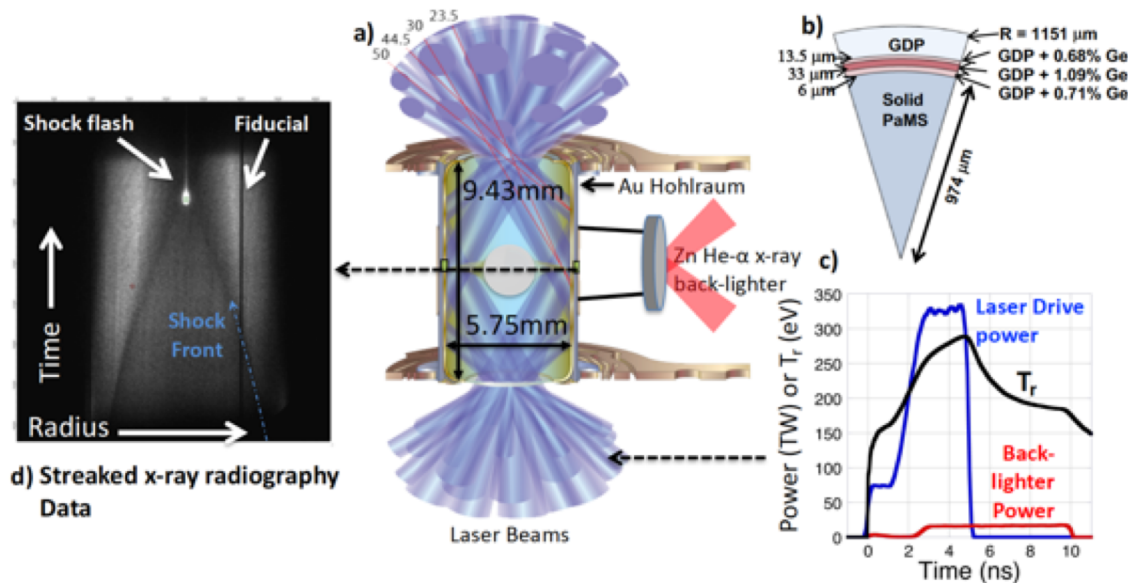 a)
50
44.5
30
23.5
9.43mm
5.75mm
Au Hohlraum
Zn He-α x-ray
back-lighter
Laser Beams
b)
GDP
R = 1151 μm
13.5 μm
GDP + 0.68% Ge
33 μm
GDP + 1.09% Ge
6 μm
GDP + 0.71% Ge
Solid
PaMS
974 μm
c)
Power (TW) or Tr (eV)
350
300
250
200
150
100
50
0
Laser Drive
power
Tr
Back-
lighter
Power
0 2 4 6 8 10
Time (ns)
Shock flash
Fiducial
Time
Shock
Front
Radius
d) Streaked x-ray radiography
Data